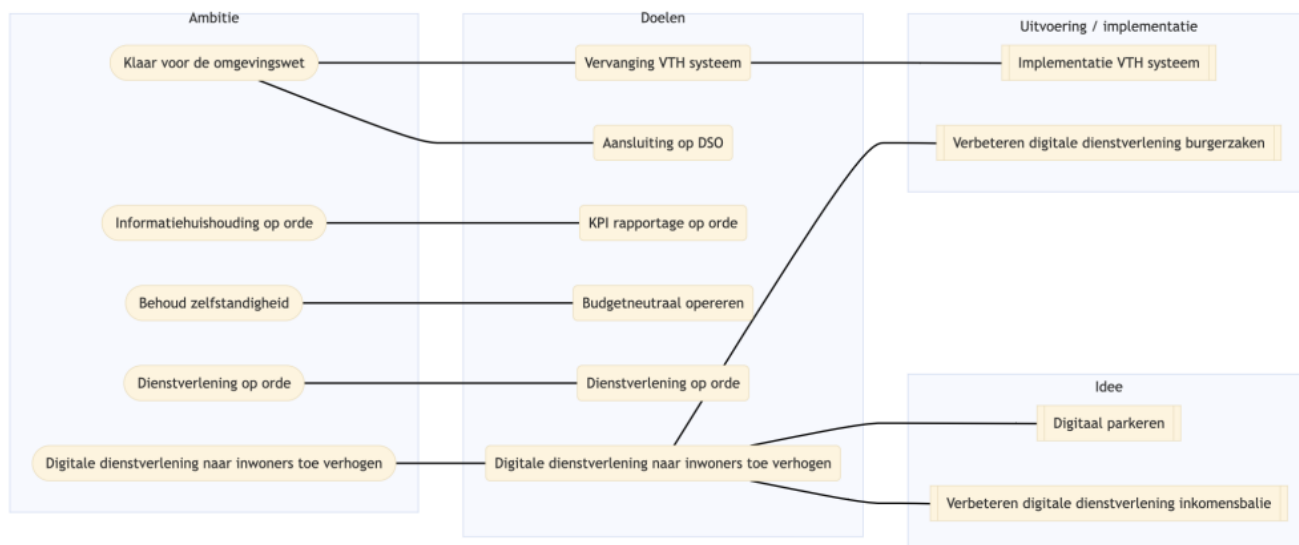 Ambitie
Klaar voor de omgevingswet
Informatiehuishouding op orde
Behoud zelfstandigheid
Dienstverlening op orde
Digitale dienstverlening naar inwoners toe verhogen
Doelen
Vervanging VTH systeem
Aansluiting op DSO
KPI rapportage op orde
Budgetneutraal opereren
Dienstverlening op orde
Digitale dienstverlening naar inwoners toe verhogen
Uitvoering / implementatie
Implementatie VTH systeem
Verbeteren digitale dienstverlening burgerzaken
Idee
Digitaal parkeren
Verbeteren digitale dienstverlening inkomensbalie